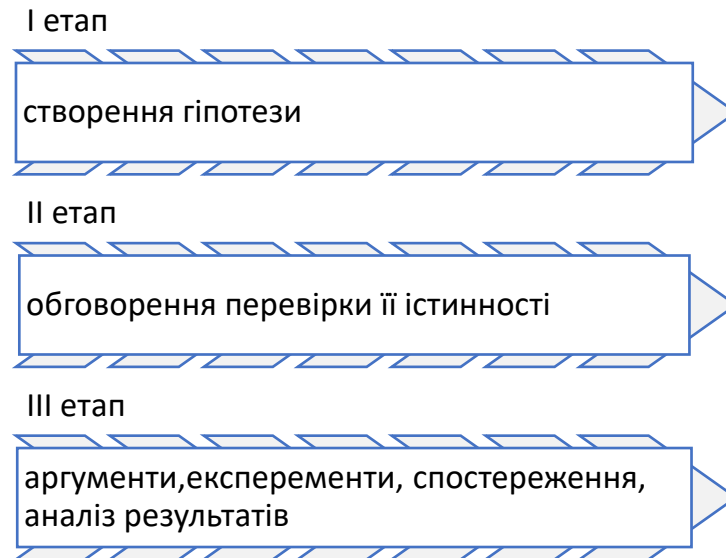 І етап
створення гіпотези
ІІ етап
обговорення перевірки її істинності
ІІІ етап
аргументи,експеременти, спостереження,
аналіз результатів